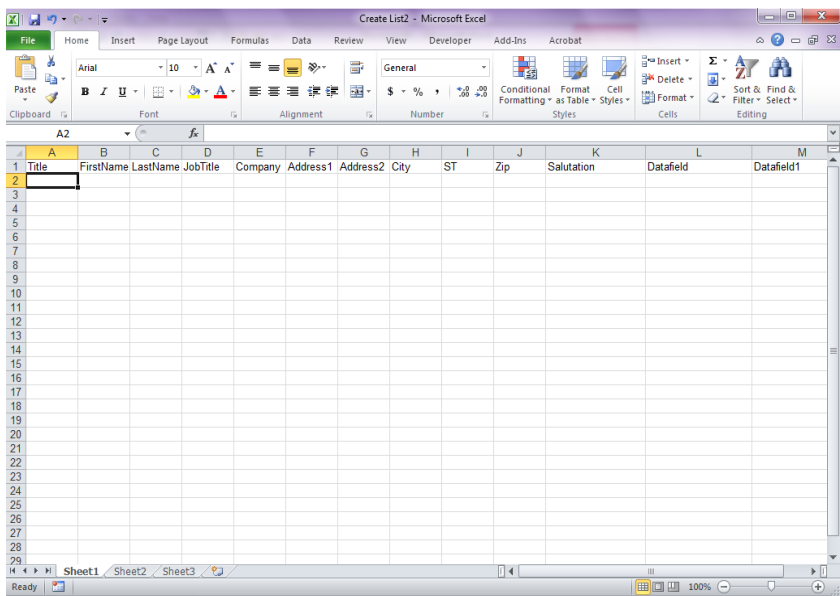 Create List2 - Microsoft Excel
File Home Insert Page Layout Formulas Data Review View Developer Add-Ins Acrobat
Paste
Arial 10
B I U
General
$ % , .0 .00 .00 .0
Conditional Formatting Format as Table Cell Styles
Insert
Delete
Format
Σ
Sort & Filter Find & Select
Clipboard Font Alignment Number Styles Cells Editing
A2 fx
A B C D E F G H I J K L M
1 Title FirstName LastName JobTitle Company Address1 Address2 City ST Zip Salutation Datafield Datafield1
2
3
4
5
6
7
8
9
10
11
12
13
14
15
16
17
18
19
20
21
22
23
24
25
26
27
28
29
Sheet1 Sheet2 Sheet3
Ready 100%